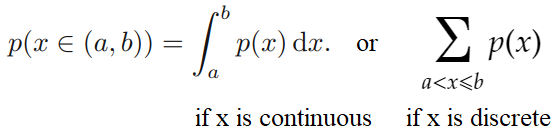 p(x ∈ (a, b)) = ∫_a^b p(x) dx. or ∑_{a<x⩽b} p(x)
if x is continuous if x is discrete